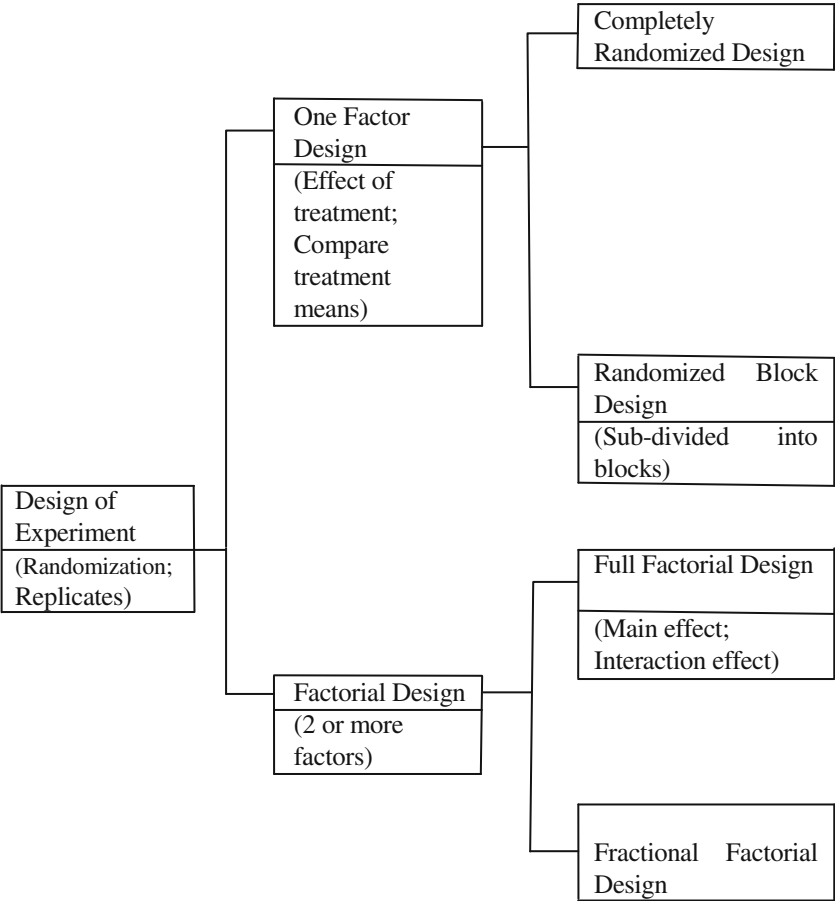 Completely
Randomized Design
One Factor
Design
(Effect of
treatment;
Compare
treatment
means)
Randomized Block
Design
(Sub-divided into
blocks)
Design of
Experiment
(Randomization;
Replicates)
Full Factorial Design
(Main effect;
Interaction effect)
Factorial Design
(2 or more
factors)
Fractional Factorial
Design